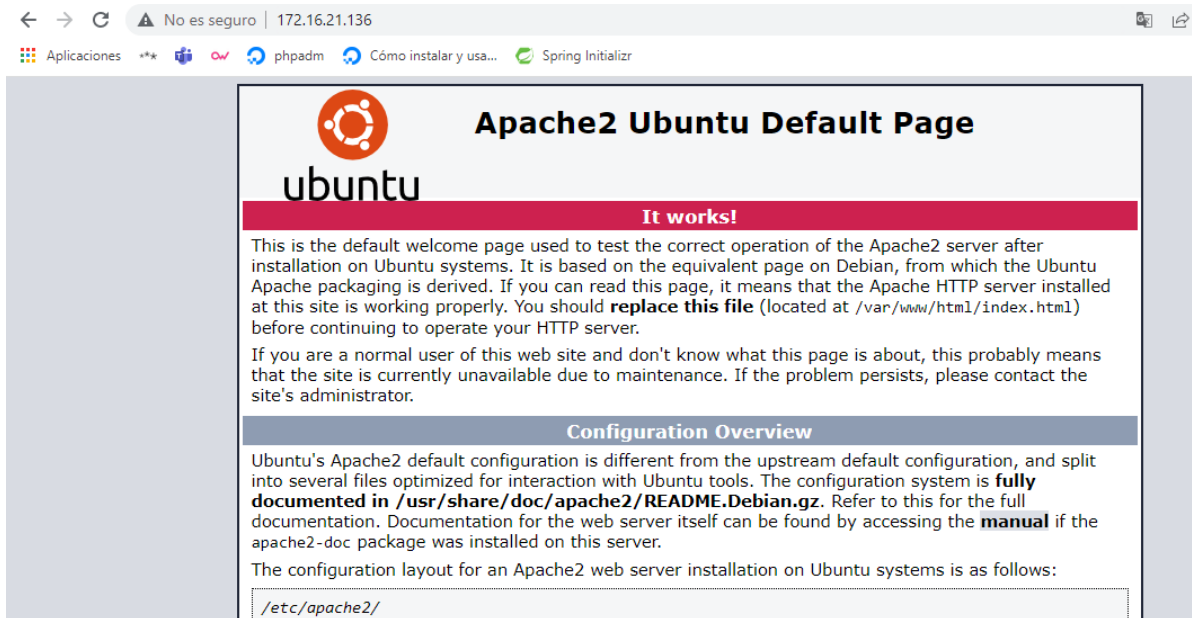 No es seguro 172.16.21.136
Aplicaciones *** phpadm Cómo instalar y usa... Spring Initializr
Apache2 Ubuntu Default Page
ubuntu
It works!
This is the default welcome page used to test the correct operation of the Apache2 server after
installation on Ubuntu systems. It is based on the equivalent page on Debian, from which the Ubuntu
Apache packaging is derived. If you can read this page, it means that the Apache HTTP server installed
at this site is working properly. You should replace this file (located at /var/www/html/index.html)
before continuing to operate your HTTP server.
If you are a normal user of this web site and don't know what this page is about, this probably means
that the site is currently unavailable due to maintenance. If the problem persists, please contact the
site's administrator.
Configuration Overview
Ubuntu's Apache2 default configuration is different from the upstream default configuration, and split
into several files optimized for interaction with Ubuntu tools. The configuration system is fully
documented in /usr/share/doc/apache2/README.Debian.gz. Refer to this for the full
documentation. Documentation for the web server itself can be found by accessing the manual if the
apache2-doc package was installed on this server.
The configuration layout for an Apache2 web server installation on Ubuntu systems is as follows:
/etc/apache2/